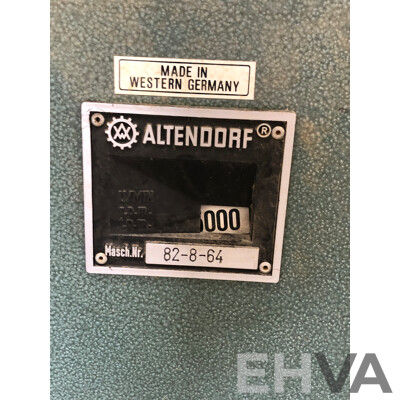 MADE IN
WESTERN GERMANY
ALTENDORF®
000
Masch.Nr. 82-8-64
EHVA